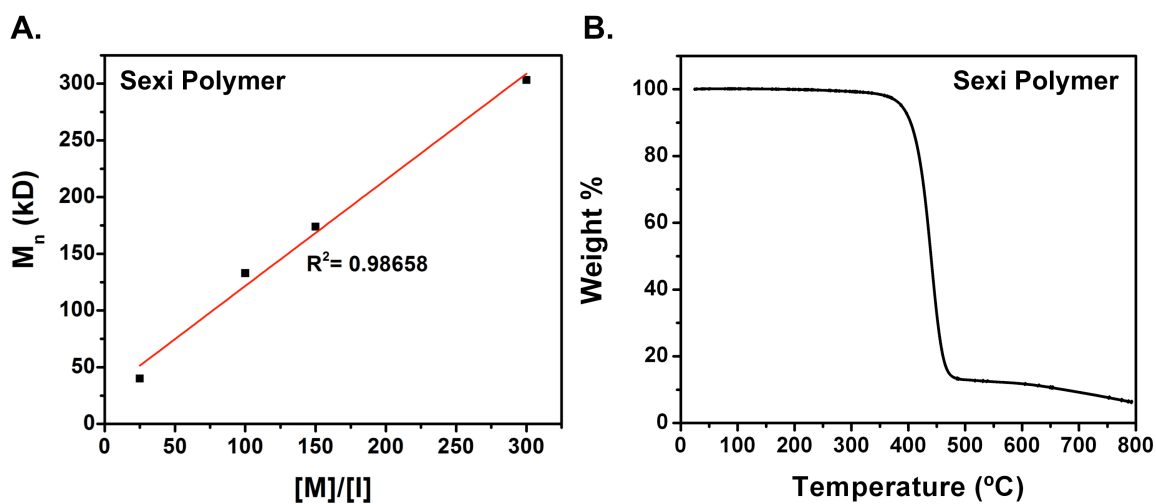 A.
Sexi Polymer
300
250
200
150
100
50
0
Mn (kD)
R²= 0.98658
0 50 100 150 200 250 300
[M]/[I]
B.
Sexi Polymer
100
80
60
40
20
0
Weight %
0 100 200 300 400 500 600 700 800
Temperature (ºC)